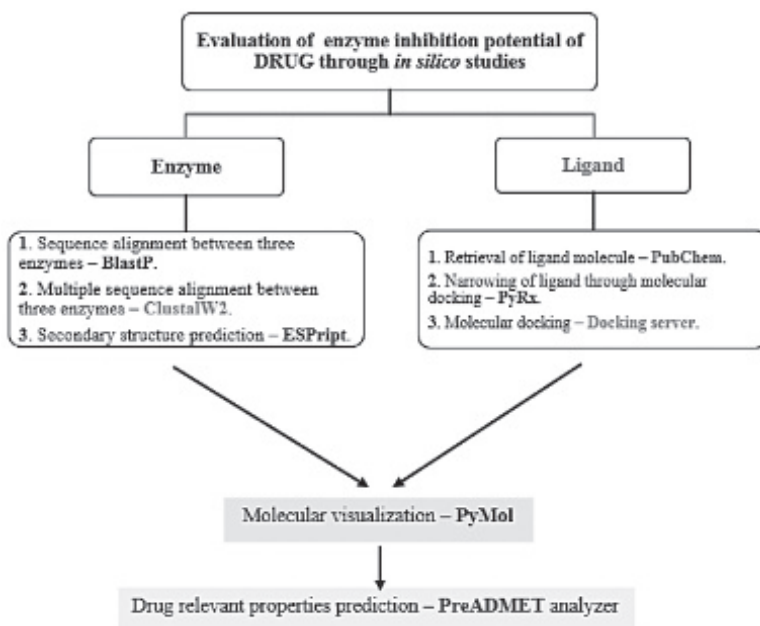 Evaluation of enzyme inhibition potential of
DRUG through in silico studies
Enzyme
Ligand
1. Sequence alignment between three
enzymes – BlastP.
2. Multiple sequence alignment between
three enzymes – ClustalW2.
3. Secondary structure prediction – ESPript.
1. Retrieval of ligand molecule – PubChem.
2. Narrowing of ligand through molecular
docking – PyRx.
3. Molecular docking – Docking server.
Molecular visualization – PyMol
Drug relevant properties prediction – PreADMET analyzer